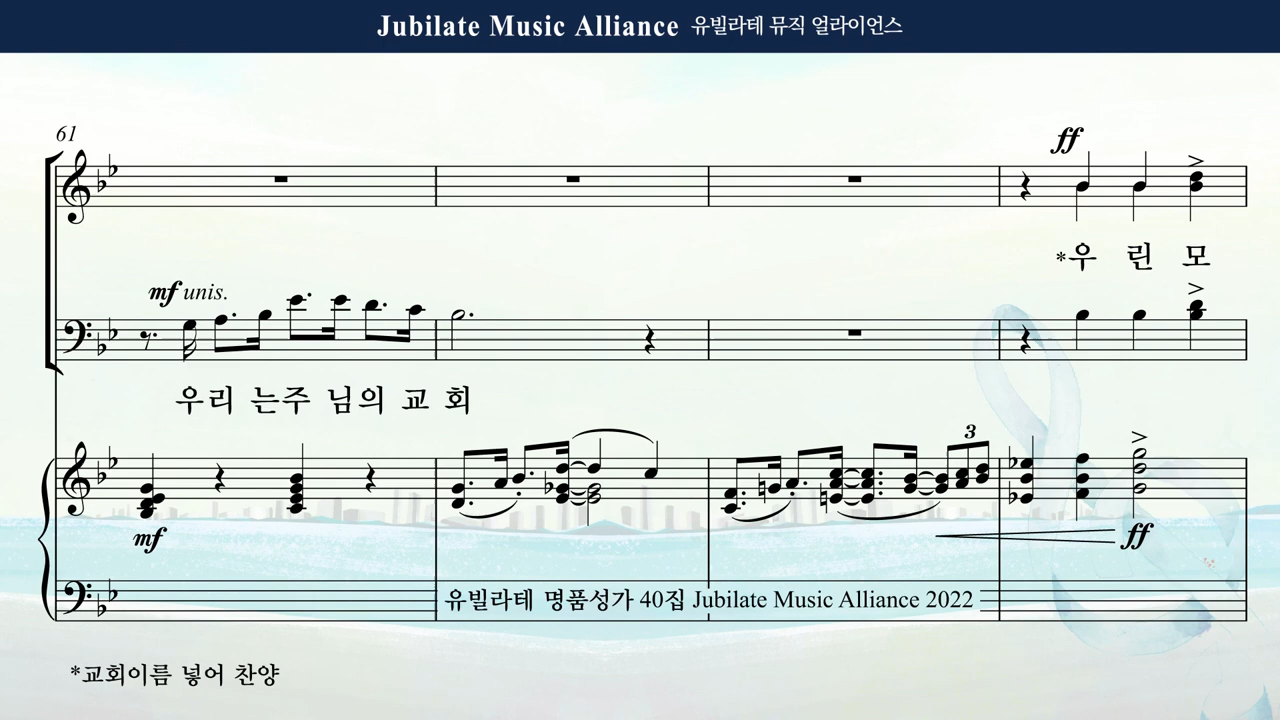 Jubilate Music Alliance 유빌라테 뮤직 얼라이언스
61
ff
*우 린 모
mf unis.
우리 는주 님의 교 회
3
mf
ff
유빌라테 명품성가 40집 Jubilate Music Alliance 2022
*교회이름 넣어 찬양